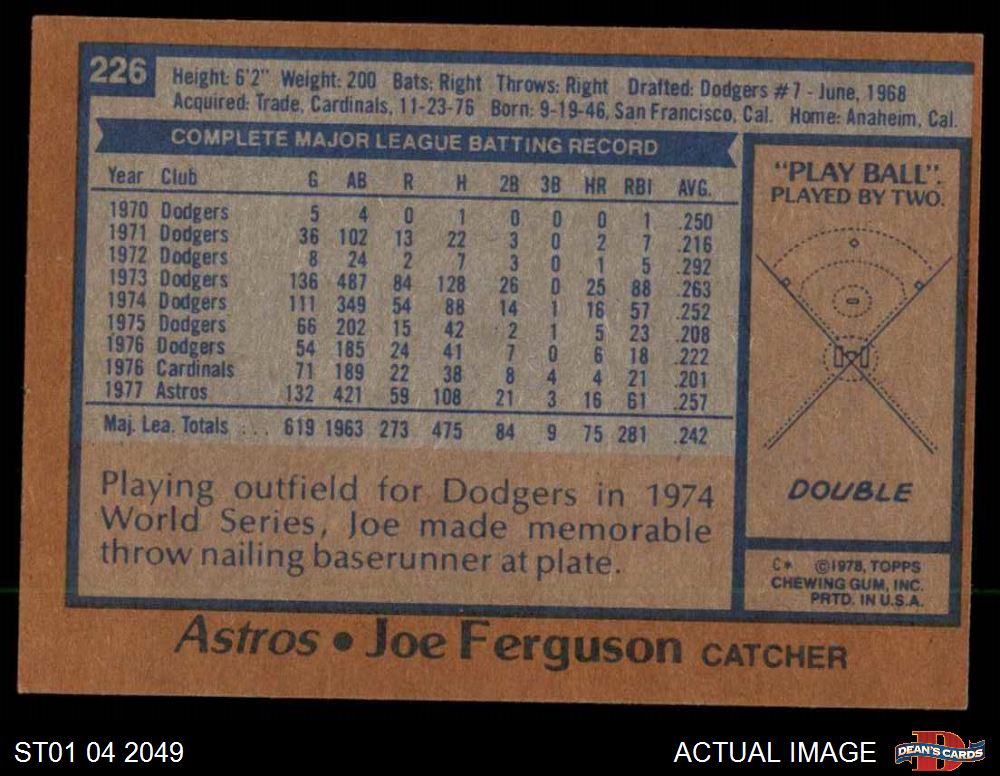 226
Height: 6'2" Weight: 200 Bats: Right Throws: Right Drafted: Dodgers #7 - June, 1968
Acquired: Trade, Cardinals, 11-23-76 Born: 9-19-46, San Francisco, Cal. Home: Anaheim, Cal.
COMPLETE MAJOR LEAGUE BATTING RECORD
Year Club G AB R H 2B 3B HR RBI AVG.
1970 Dodgers 5 4 0 1 0 0 0 1 .250
1971 Dodgers 36 102 13 22 3 0 2 7 .216
1972 Dodgers 8 24 2 7 3 0 1 5 .292
1973 Dodgers 136 487 84 128 26 0 25 88 .263
1974 Dodgers 111 349 54 88 14 1 16 57 .252
1975 Dodgers 66 202 15 42 2 1 5 23 .208
1976 Dodgers 54 185 24 41 7 0 6 18 .222
1976 Cardinals 71 189 22 38 8 4 4 21 .201
1977 Astros 132 421 59 108 21 3 16 61 .257
Maj. Lea. Totals ... 619 1963 273 475 84 9 75 281 .242
Playing outfield for Dodgers in 1974
World Series, Joe made memorable
throw nailing baserunner at plate.
"PLAY BALL".
PLAYED BY TWO.
DOUBLE
C* ©1978, TOPPS
CHEWING GUM, INC.
PRTD. IN U.S.A.
Astros • Joe Ferguson CATCHER
ST01 04 2049
ACTUAL IMAGE
D
DEAN'S CARDS